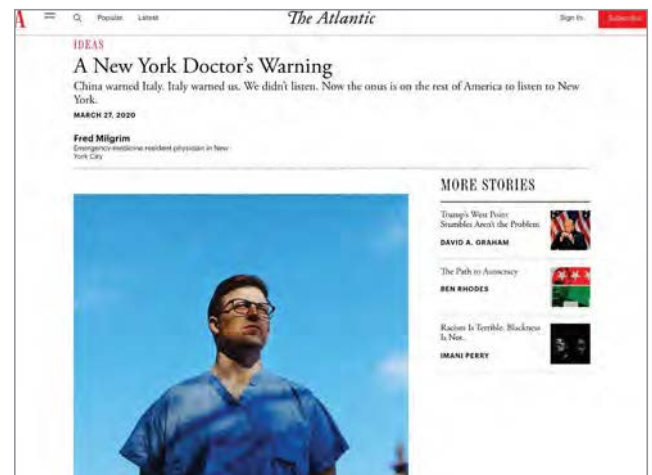 A
Popular
Latest
The Atlantic
Sign In
Subscribe
IDEAS
A New York Doctor's Warning
China warned Italy. Italy warned us. We didn't listen. Now the onus is on the rest of America to listen to New
York.
MARCH 27, 2020
Fred Milgrim
Emergency-medicine resident physician in New
York City
MORE STORIES
Trump's West Point
Stumbles Aren't the Problem
DAVID A. GRAHAM
The Path to Autocracy
BEN RHODES
Racism Is Terrible. Blackness
Is Not.
IMANI PERRY